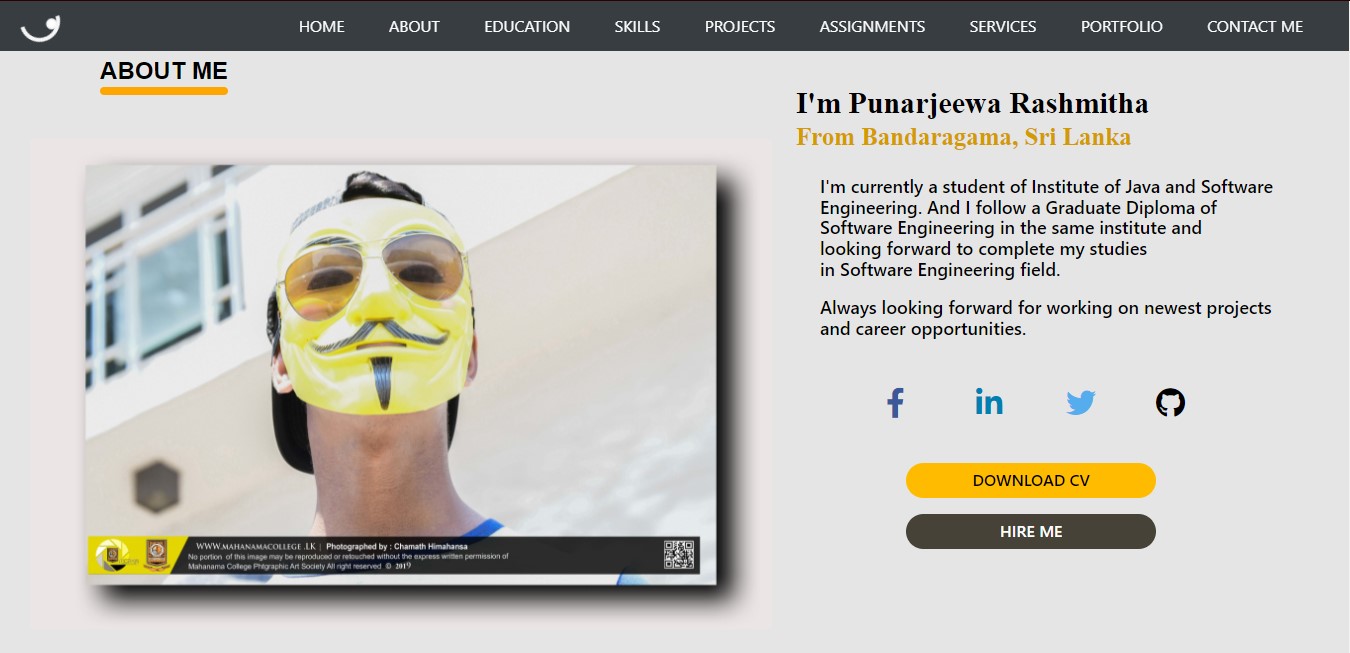 HOME ABOUT EDUCATION SKILLS PROJECTS ASSIGNMENTS SERVICES PORTFOLIO CONTACT ME
ABOUT ME
WWW.MAHANAMACOLLEGE .LK | Photographed by : Chamath Himahansa
No portion of this image may be reproduced or retouched without the express written permission of
Mahanama College Phtgraphic Art Society All right reserved © 2019
I'm Punarjeewa Rashmitha
From Bandaragama, Sri Lanka
I'm currently a student of Institute of Java and Software
Engineering. And I follow a Graduate Diploma of
Software Engineering in the same institute and
looking forward to complete my studies
in Software Engineering field.
Always looking forward for working on newest projects
and career opportunities.
f in
DOWNLOAD CV
HIRE ME